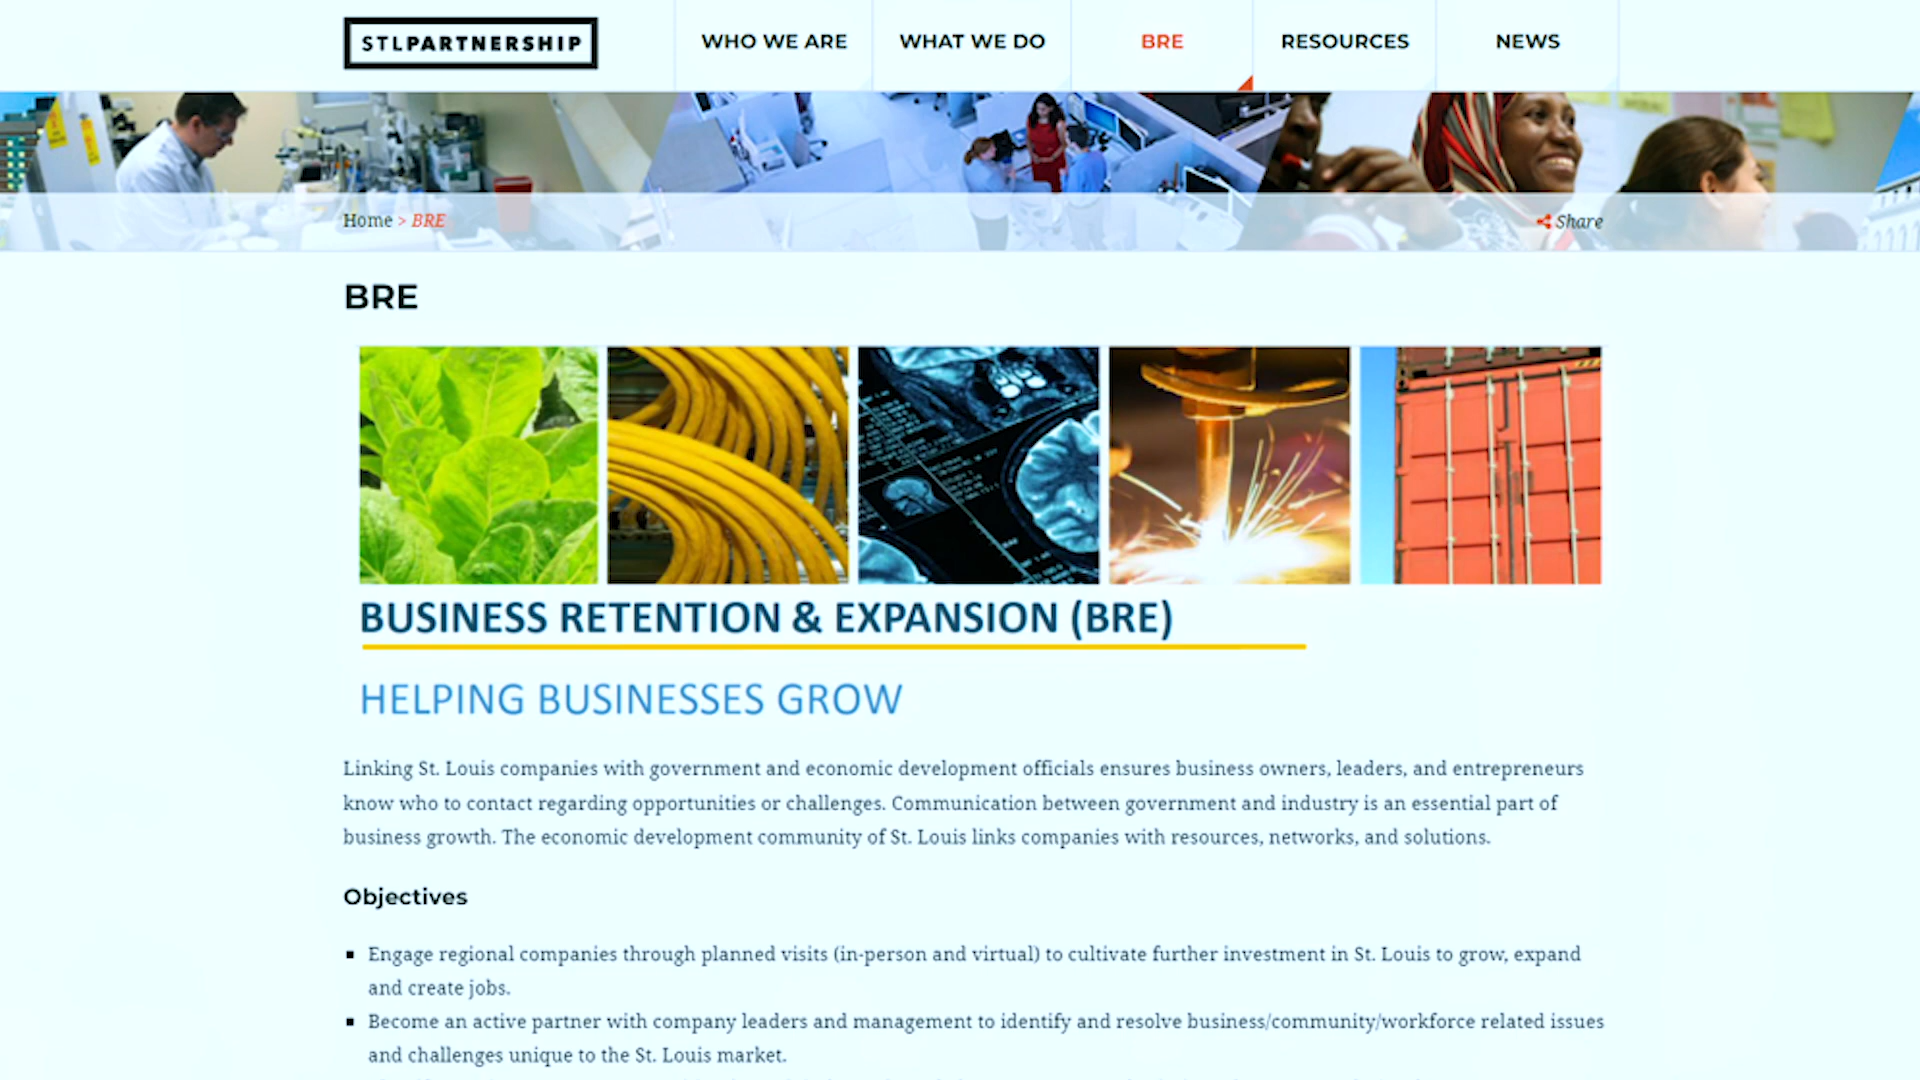 STLPARTNERSHIP
WHO WE ARE
WHAT WE DO
BRE
RESOURCES
NEWS
Home > BRE
Share
BRE
BUSINESS RETENTION & EXPANSION (BRE)
HELPING BUSINESSES GROW
Linking St. Louis companies with government and economic development officials ensures business owners, leaders, and entrepreneurs
know who to contact regarding opportunities or challenges. Communication between government and industry is an essential part of
business growth. The economic development community of St. Louis links companies with resources, networks, and solutions.
Objectives
▪ Engage regional companies through planned visits (in-person and virtual) to cultivate further investment in St. Louis to grow, expand
and create jobs.
▪ Become an active partner with company leaders and management to identify and resolve business/community/workforce related issues
and challenges unique to the St. Louis market.